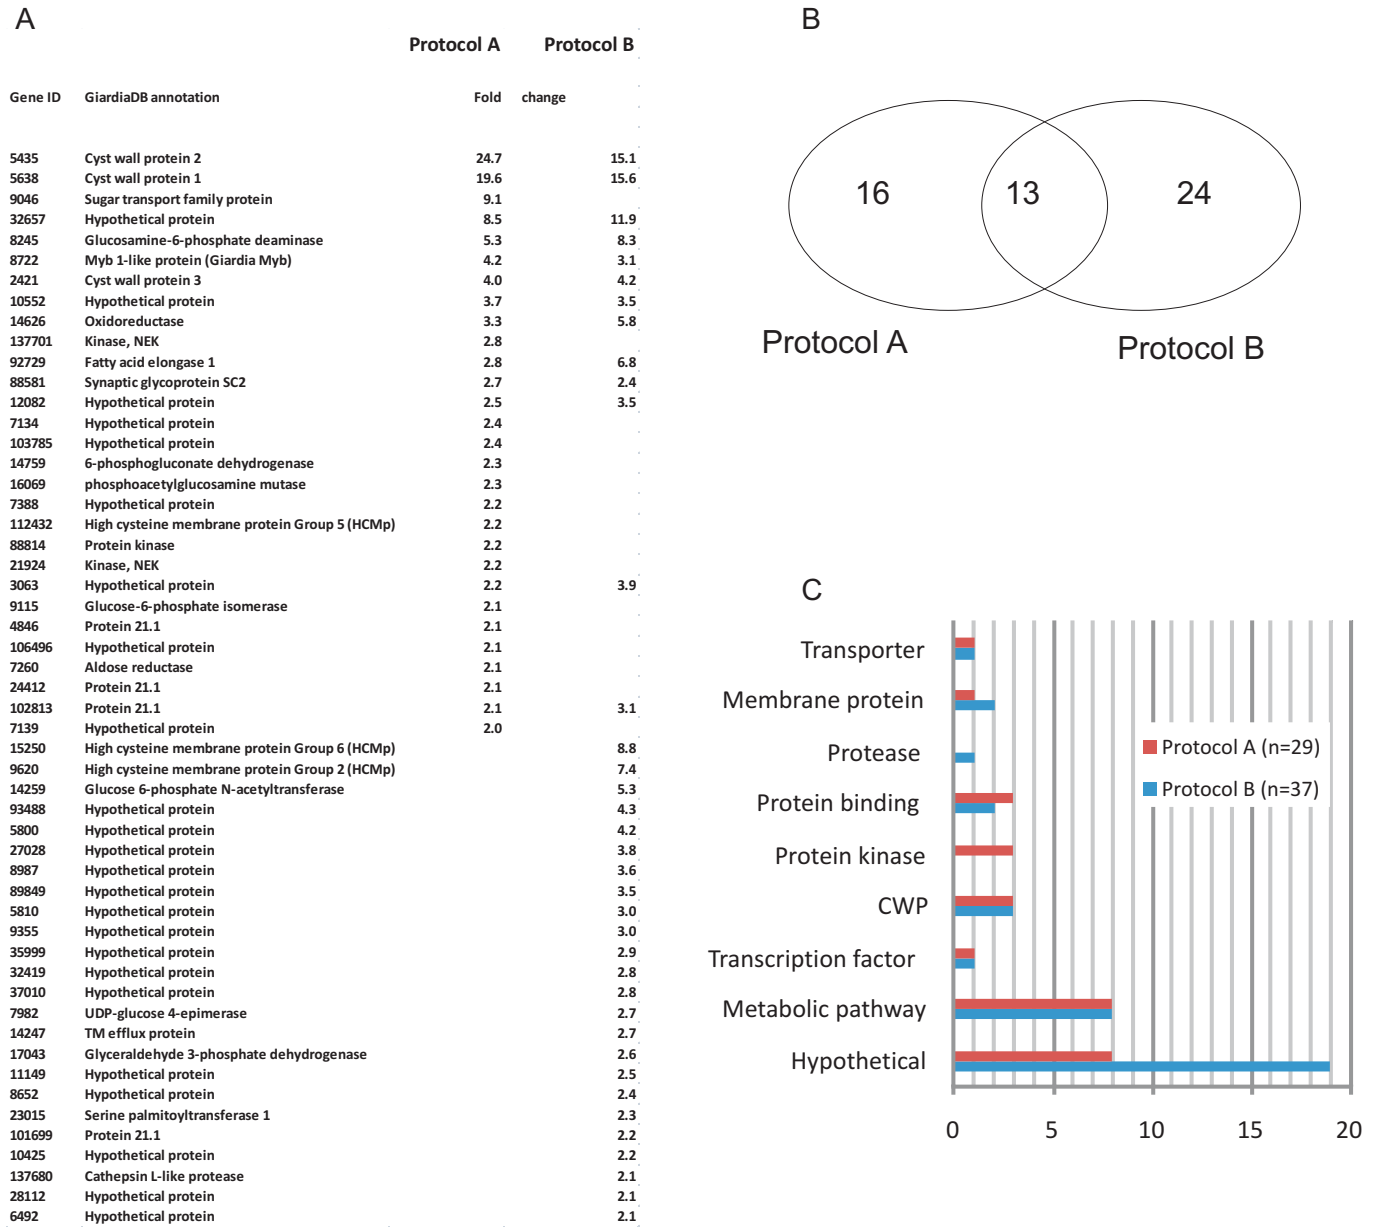 A
Protocol A Protocol B
Gene ID GiardiaDB annotation Fold change
5435 Cyst wall protein 2 24.7 15.1
5638 Cyst wall protein 1 19.6 15.6
9046 Sugar transport family protein 9.1
32657 Hypothetical protein 8.5 11.9
8245 Glucosamine-6-phosphate deaminase 5.3 8.3
8722 Myb 1-like protein (Giardia Myb) 4.2 3.1
2421 Cyst wall protein 3 4.0 4.2
10552 Hypothetical protein 3.7 3.5
14626 Oxidoreductase 3.3 5.8
137701 Kinase, NEK 2.8
92729 Fatty acid elongase 1 2.8 6.8
88581 Synaptic glycoprotein SC2 2.7 2.4
12082 Hypothetical protein 2.5 3.5
7134 Hypothetical protein 2.4
103785 Hypothetical protein 2.4
14759 6-phosphogluconate dehydrogenase 2.3
16069 phosphoacetylglucosamine mutase 2.3
7388 Hypothetical protein 2.2
112432 High cysteine membrane protein Group 5 (HCMp) 2.2
88814 Protein kinase 2.2
21924 Kinase, NEK 2.2
3063 Hypothetical protein 2.2 3.9
9115 Glucose-6-phosphate isomerase 2.1
4846 Protein 21.1 2.1
106496 Hypothetical protein 2.1
7260 Aldose reductase 2.1
24412 Protein 21.1 2.1
102813 Protein 21.1 2.1 3.1
7139 Hypothetical protein 2.0
15250 High cysteine membrane protein Group 6 (HCMp) 8.8
9620 High cysteine membrane protein Group 2 (HCMp) 7.4
14259 Glucose 6-phosphate N-acetyltransferase 5.3
93488 Hypothetical protein 4.3
5800 Hypothetical protein 4.2
27028 Hypothetical protein 3.8
8987 Hypothetical protein 3.6
89849 Hypothetical protein 3.5
5810 Hypothetical protein 3.0
9355 Hypothetical protein 3.0
35999 Hypothetical protein 2.9
32419 Hypothetical protein 2.8
37010 Hypothetical protein 2.8
7982 UDP-glucose 4-epimerase 2.7
14247 TM efflux protein 2.7
17043 Glyceraldehyde 3-phosphate dehydrogenase 2.6
11149 Hypothetical protein 2.5
8652 Hypothetical protein 2.4
23015 Serine palmitoyltransferase 1 2.3
101699 Protein 21.1 2.2
10425 Hypothetical protein 2.2
137680 Cathepsin L-like protease 2.1
28112 Hypothetical protein 2.1
6492 Hypothetical protein 2.1
B
16 13 24
Protocol A
Protocol B
C
Transporter
Membrane protein
Protease
Protein binding
Protein kinase
CWP
Transcription factor
Metabolic pathway
Hypothetical
Protocol A (n=29)
Protocol B (n=37)
0 5 10 15 20